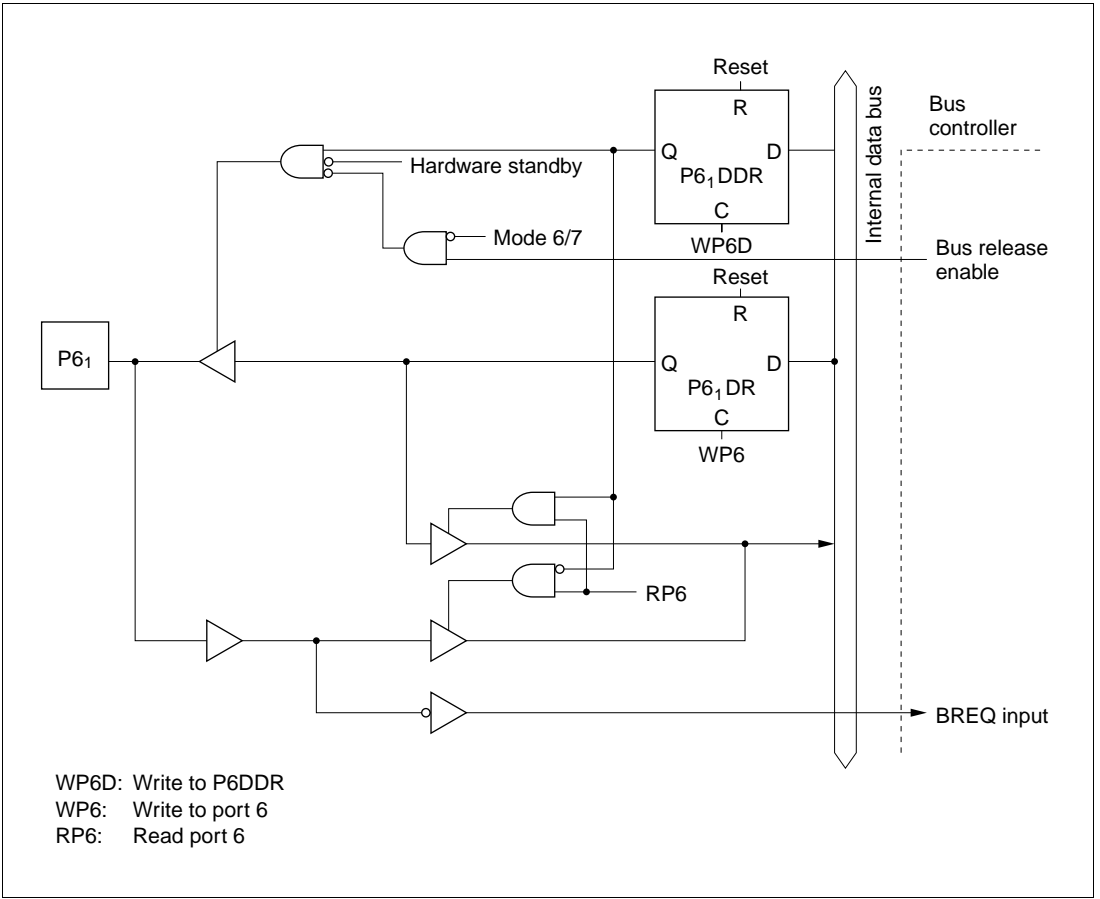 Reset
R
Q
D
P6₁DDR
C
WP6D
Hardware standby
Mode 6/7
Internal data bus
Bus
controller
Bus release
enable
Reset
R
Q
D
P6₁DR
C
WP6
P6₁
RP6
BREQ input
WP6D: Write to P6DDR
WP6: Write to port 6
RP6: Read port 6